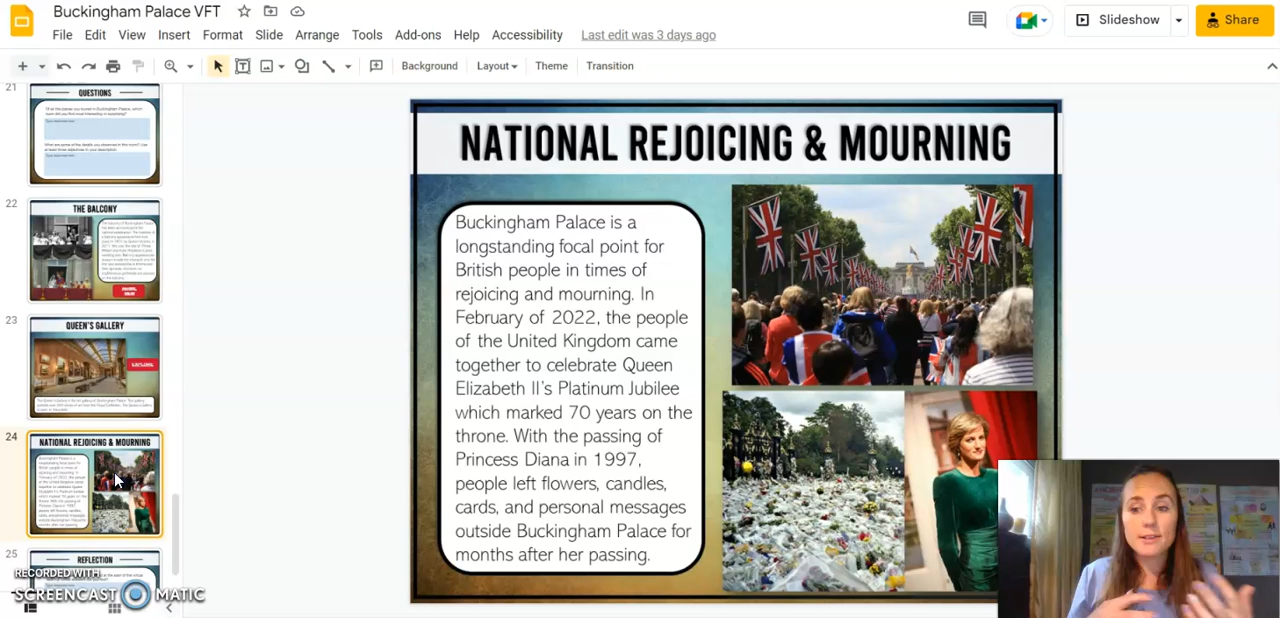 Buckingham Palace VFT
File Edit View Insert Format Slide Arrange Tools Add-ons Help Accessibility Last edit was 3 days ago
Slideshow
Share
Background Layout Theme Transition
21
QUESTIONS
22
THE BALCONY
23
QUEEN'S GALLERY
24
NATIONAL REJOICING & MOURNING
25
REFLECTION
RECORDED WITH
SCREENCAST MATIC
NATIONAL REJOICING & MOURNING
Buckingham Palace is a
longstanding focal point for
British people in times of
rejoicing and mourning. In
February of 2022, the people
of the United Kingdom came
together to celebrate Queen
Elizabeth II's Platinum Jubilee
which marked 70 years on the
throne. With the passing of
Princess Diana in 1997,
people left flowers, candles,
cards, and personal messages
outside Buckingham Palace for
months after her passing.